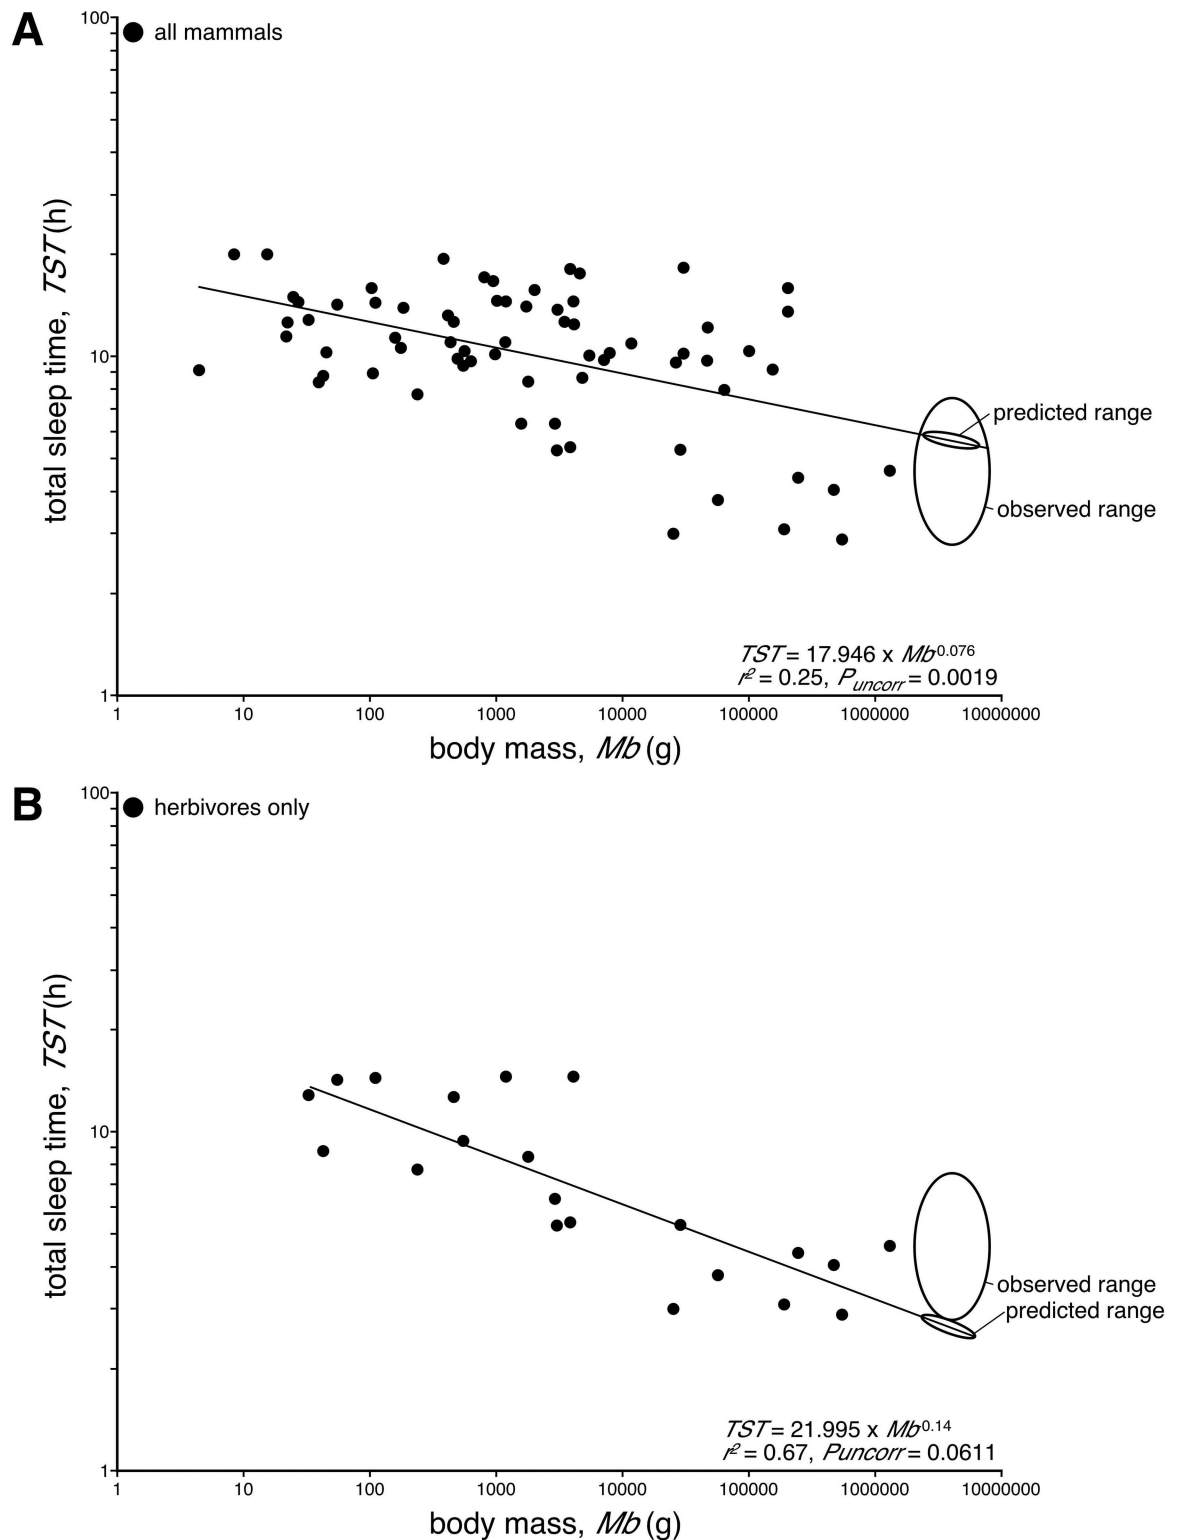 A
100
all mammals
total sleep time, TST (h)
10
predicted range
observed range
TST = 17.946 x Mb-0.076
r2 = 0.25, Puncorr = 0.0019
1
1 10 100 1000 10000 100000 1000000 10000000
body mass, Mb (g)
B
100
herbivores only
total sleep time, TST (h)
10
observed range
predicted range
TST = 21.995 x Mb-0.14
r2 = 0.67, Puncorr = 0.0611
1
1 10 100 1000 10000 100000 1000000 10000000
body mass, Mb (g)